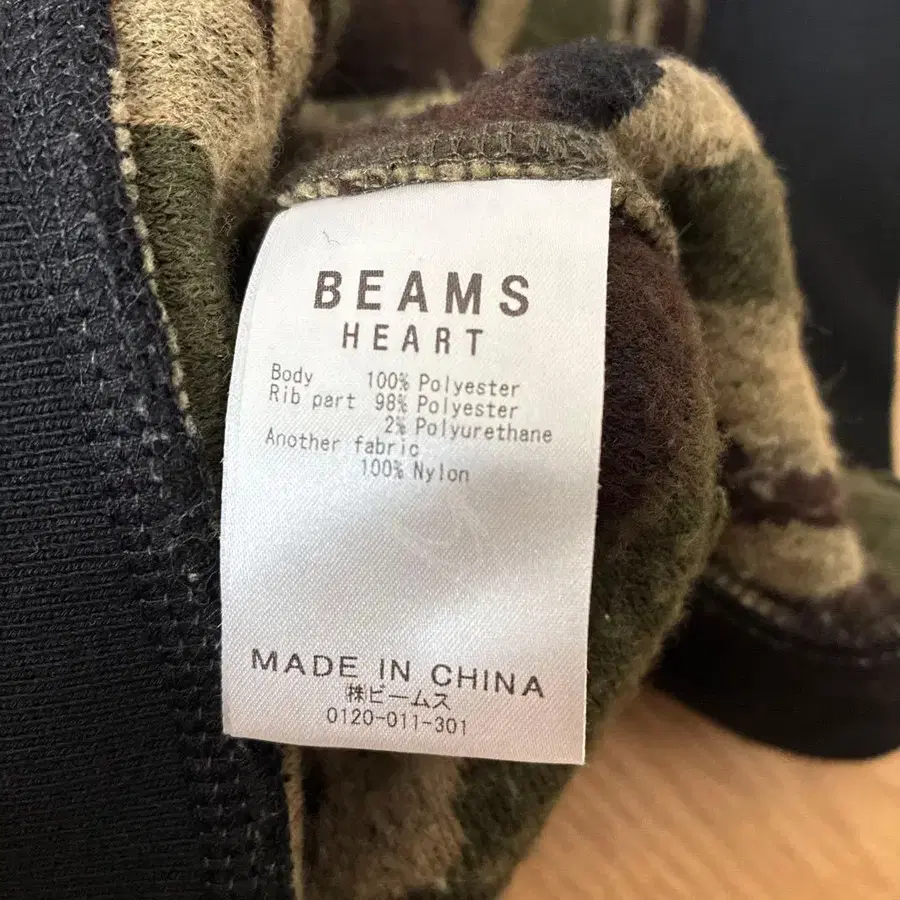 BEAMS
HEART
Body 100% Polyester
Rib part 98% Polyester
2% Polyurethane
Another fabric
100% Nylon
MADE IN CHINA
㈱ビームス
0120-011-301